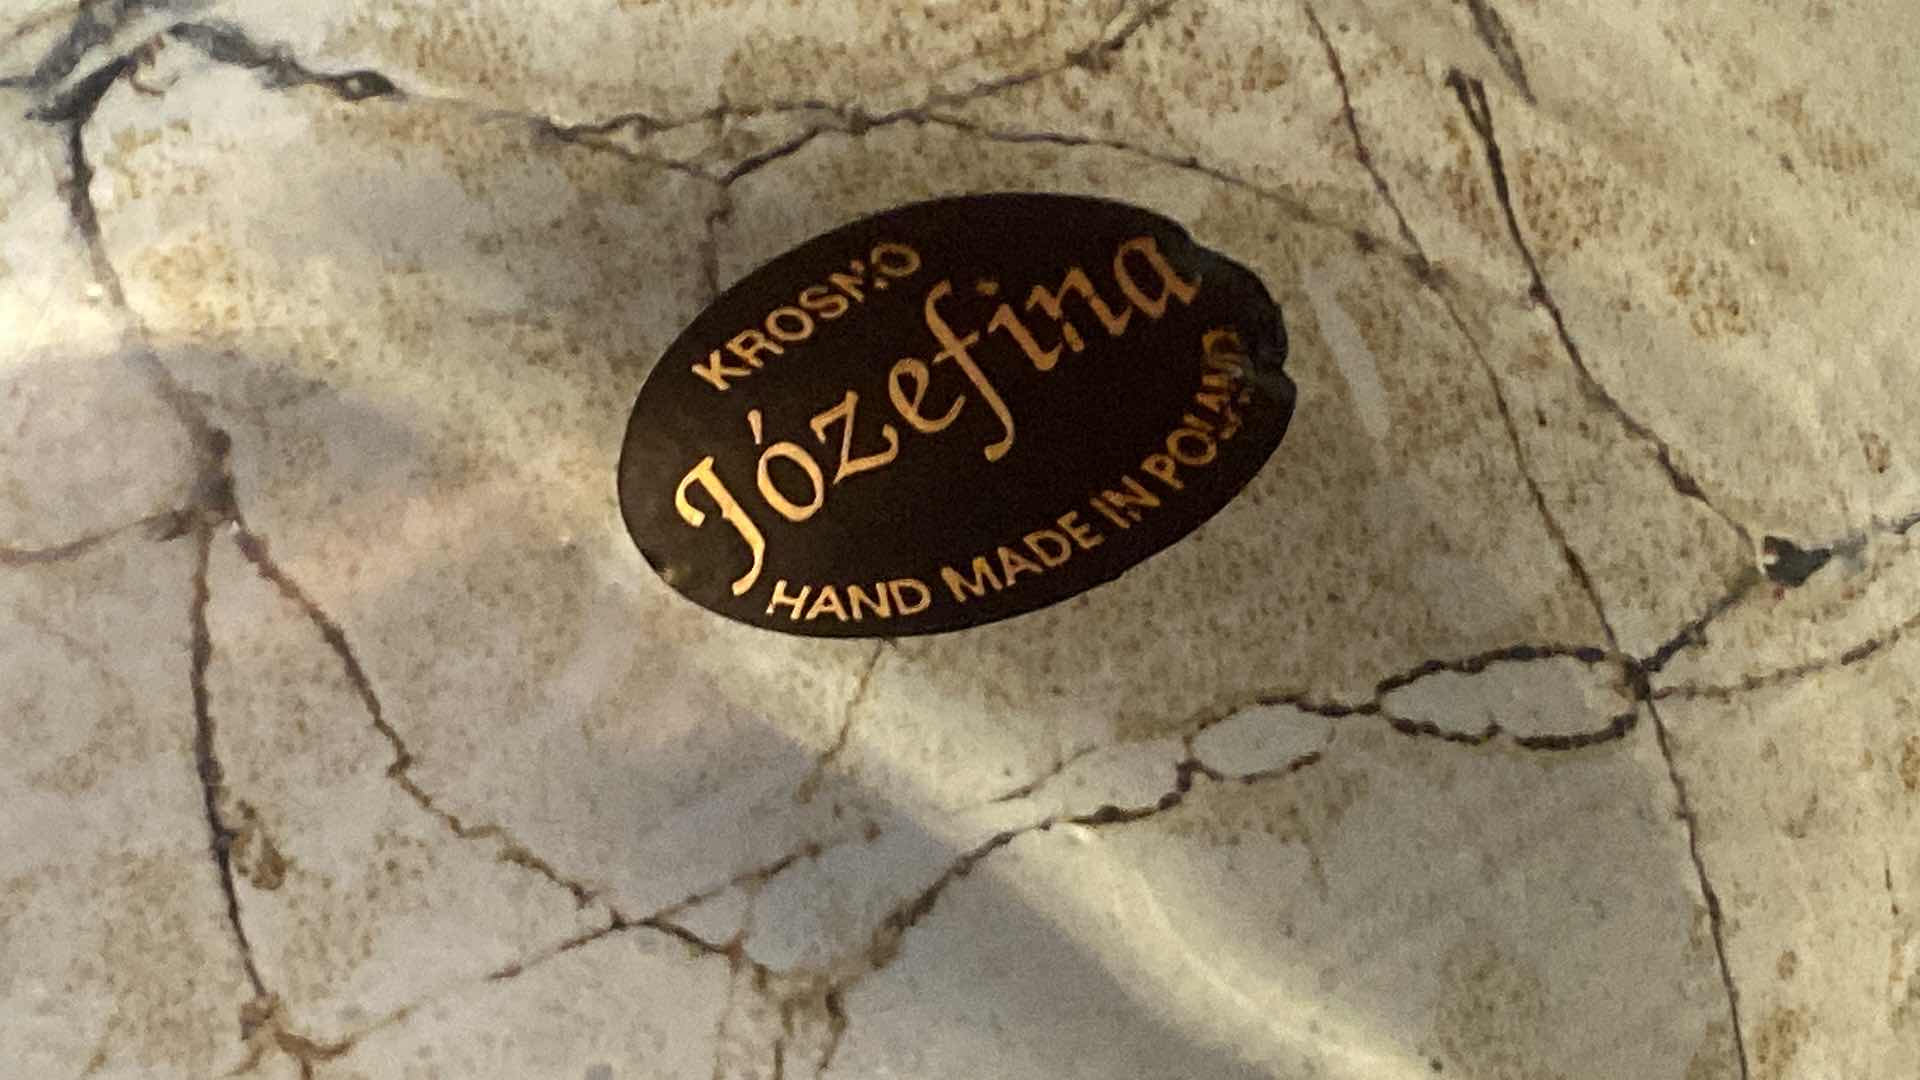 KROSNO
Józefina
HAND MADE IN POLAND